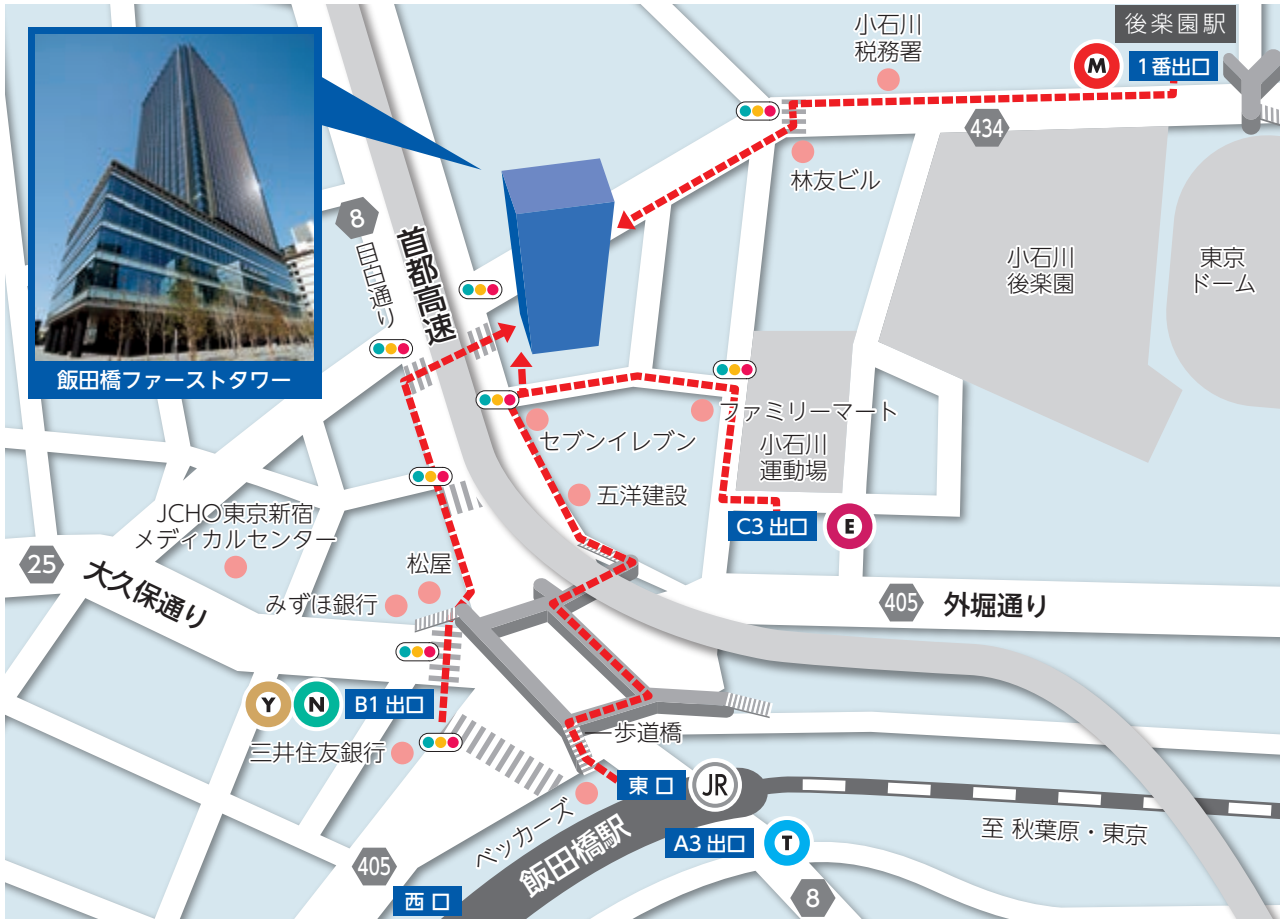 飯田橋ファーストタワー
8
目白通り
首都高速
小石川
税務署
後楽園駅
M
1番出口
434
林友ビル
小石川
後楽園
東京
ドーム
ファミリーマート
セブンイレブン
小石川
運動場
五洋建設
C3 出口
E
JCHO東京新宿
メディカルセンター
25
大久保通り
松屋
みずほ銀行
405
外堀通り
Y
N
B1 出口
三井住友銀行
歩道橋
東口
JR
ベッカーズ
飯田橋駅
A3 出口
T
至 秋葉原・東京
405
西口
8